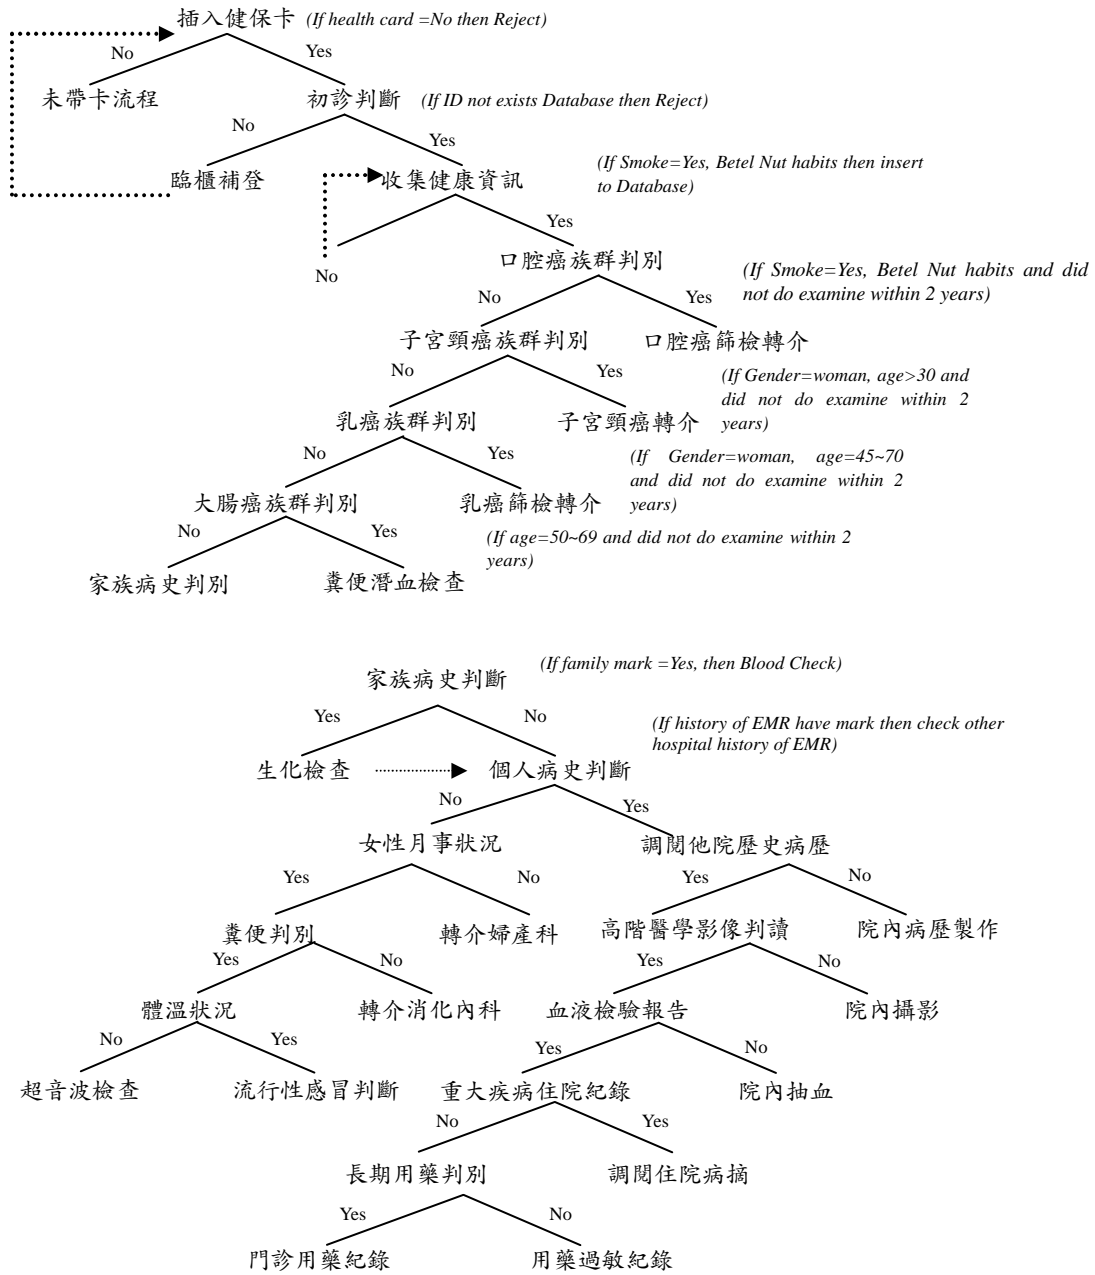 插入健保卡 (If health card =No then Reject)
No
Yes
未帶卡流程
初診判斷 (If ID not exists Database then Reject)
No
Yes
臨櫃補登
收集健康資訊
(If Smoke=Yes, Betel Nut habits then insert
to Database)
Yes
No
口腔癌族群判別
(If Smoke=Yes, Betel Nut habits and did
not do examine within 2 years)
No
Yes
子宮頸癌族群判別
口腔癌篩檢轉介
No
Yes
(If Gender=woman, age>30 and
did not do examine within 2
years)
乳癌族群判別
子宮頸癌轉介
No
Yes
(If Gender=woman, age=45~70
and did not do examine within 2
years)
大腸癌族群判別
乳癌篩檢轉介
No
Yes
(If age=50~69 and did not do examine within 2
years)
家族病史判別
糞便潛血檢查
家族病史判斷
(If family mark =Yes, then Blood Check)
Yes
No
(If history of EMR have mark then check other
hospital history of EMR)
生化檢查
個人病史判斷
No
Yes
女性月事狀況
調閱他院歷史病歷
Yes
No
Yes
No
糞便判別
轉介婦產科
高階醫學影像判讀
院內病歷製作
Yes
No
Yes
No
體溫狀況
轉介消化內科
血液檢驗報告
院內攝影
No
Yes
Yes
No
超音波檢查
流行性感冒判斷
重大疾病住院紀錄
院內抽血
No
Yes
長期用藥判別
調閱住院病摘
Yes
No
門診用藥紀錄
用藥過敏紀錄